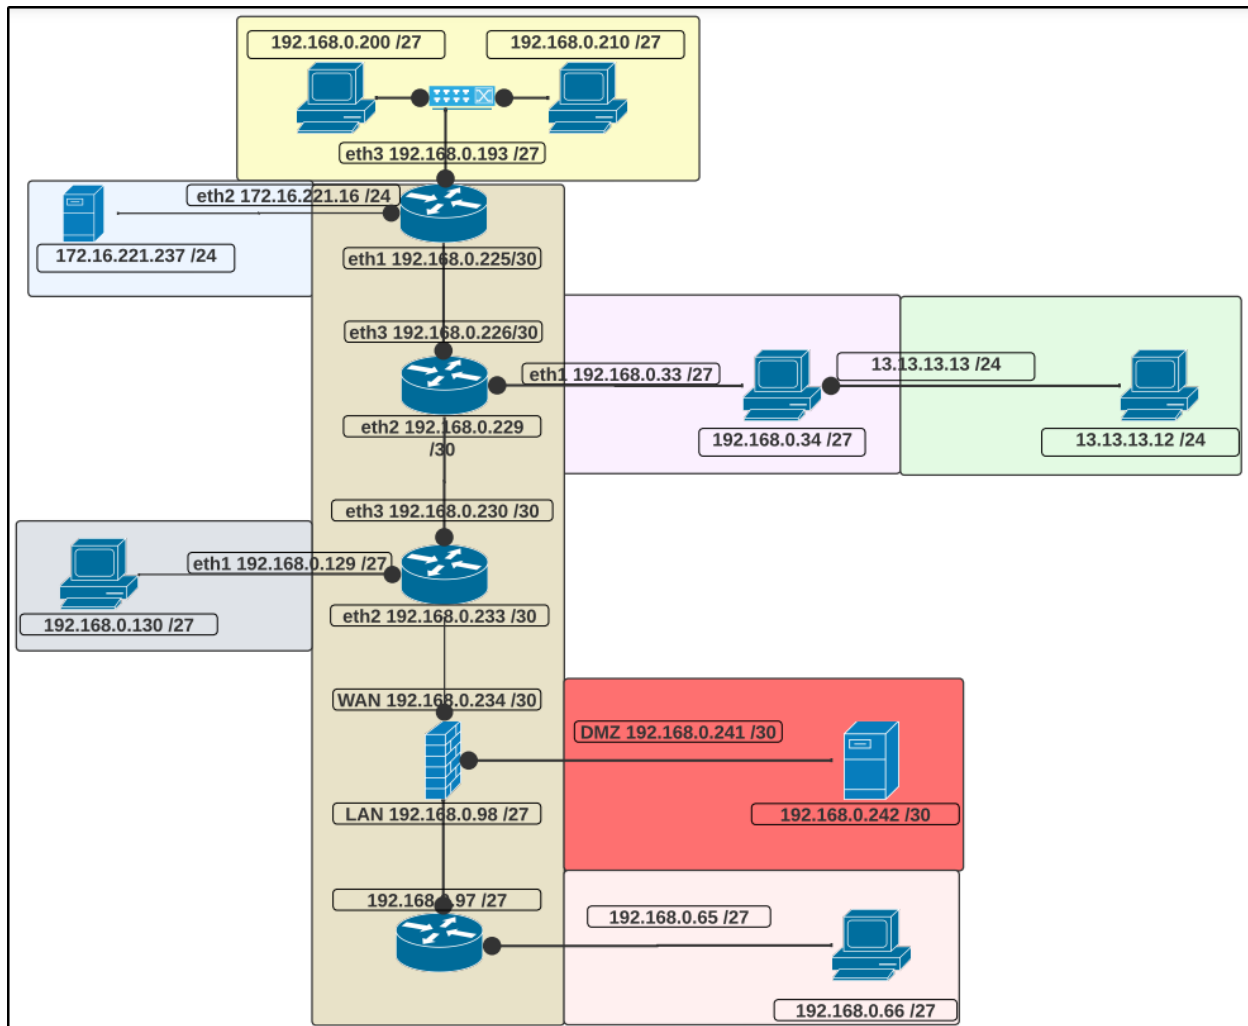 192.168.0.200 /27
192.168.0.210 /27
eth3 192.168.0.193 /27
eth2 172.16.221.16 /24
172.16.221.237 /24
eth1 192.168.0.225/30
eth3 192.168.0.226/30
eth1 192.168.0.33 /27
13.13.13.13 /24
eth2 192.168.0.229
/30
192.168.0.34 /27
13.13.13.12 /24
eth3 192.168.0.230 /30
eth1 192.168.0.129 /27
192.168.0.130 /27
eth2 192.168.0.233 /30
WAN 192.168.0.234 /30
DMZ 192.168.0.241 /30
LAN 192.168.0.98 /27
192.168.0.242 /30
192.168.0.97 /27
192.168.0.65 /27
192.168.0.66 /27